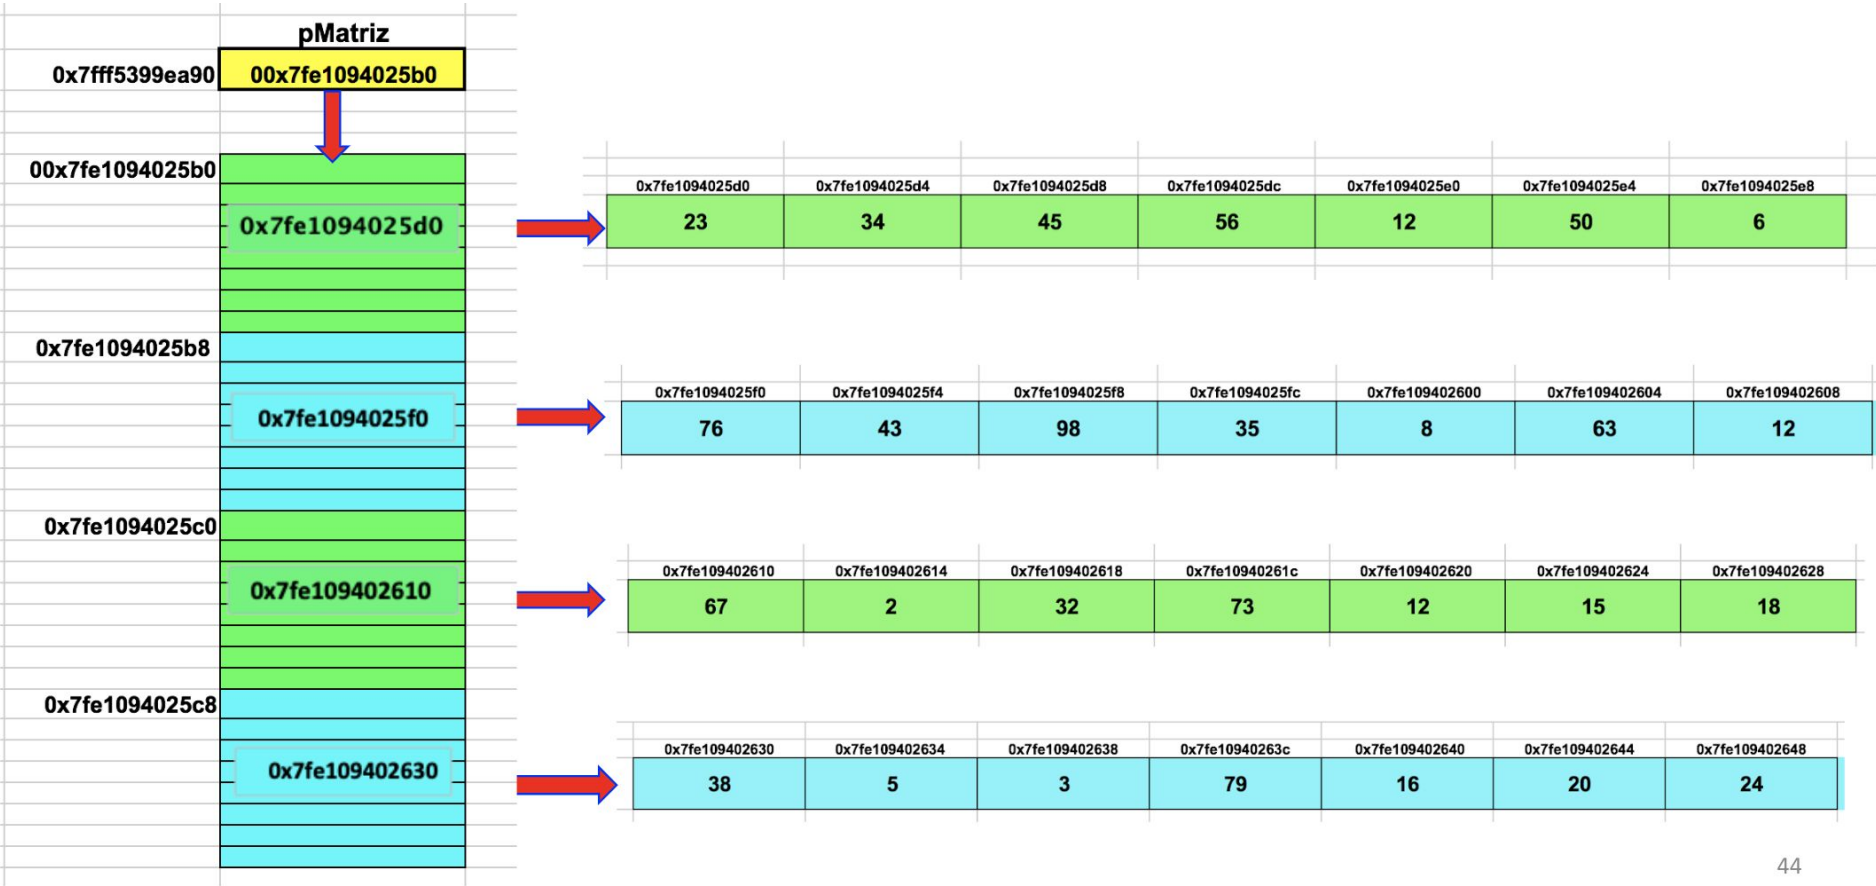 pMatriz
0x7fff5399ea90 00x7fe1094025b0
00x7fe1094025b0
0x7fe1094025d0
0x7fe1094025d0 0x7fe1094025d4 0x7fe1094025d8 0x7fe1094025dc 0x7fe1094025e0 0x7fe1094025e4 0x7fe1094025e8
23 34 45 56 12 50 6
0x7fe1094025b8
0x7fe1094025f0
0x7fe1094025f0 0x7fe1094025f4 0x7fe1094025f8 0x7fe1094025fc 0x7fe109402600 0x7fe109402604 0x7fe109402608
76 43 98 35 8 63 12
0x7fe1094025c0
0x7fe109402610
0x7fe109402610 0x7fe109402614 0x7fe109402618 0x7fe10940261c 0x7fe109402620 0x7fe109402624 0x7fe109402628
67 2 32 73 12 15 18
0x7fe1094025c8
0x7fe109402630
0x7fe109402630 0x7fe109402634 0x7fe109402638 0x7fe10940263c 0x7fe109402640 0x7fe109402644 0x7fe109402648
38 5 3 79 16 20 24
44